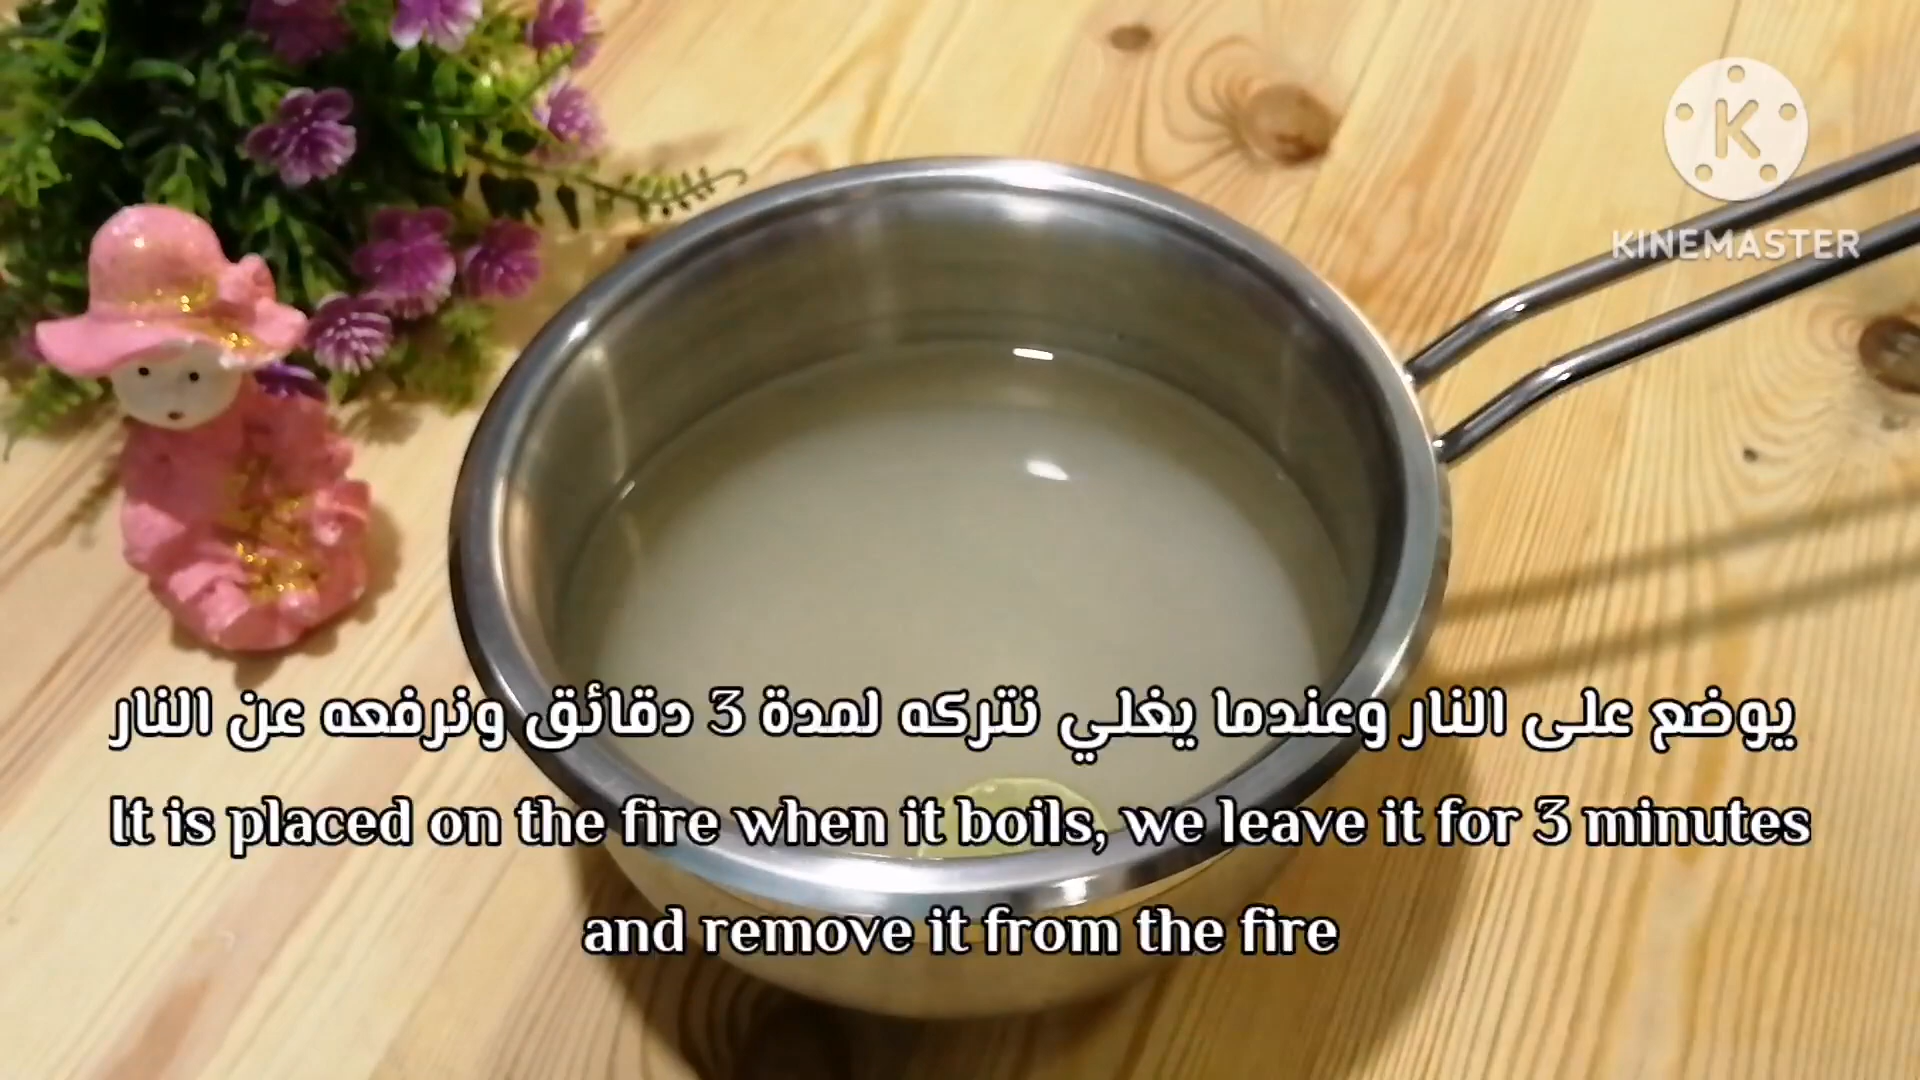 K
KINEMASTER
يوضع على النار وعندما يغلي نتركه لمدة 3 دقائق ونرفعه عن النار
It is placed on the fire when it boils, we leave it for 3 minutes
and remove it from the fire